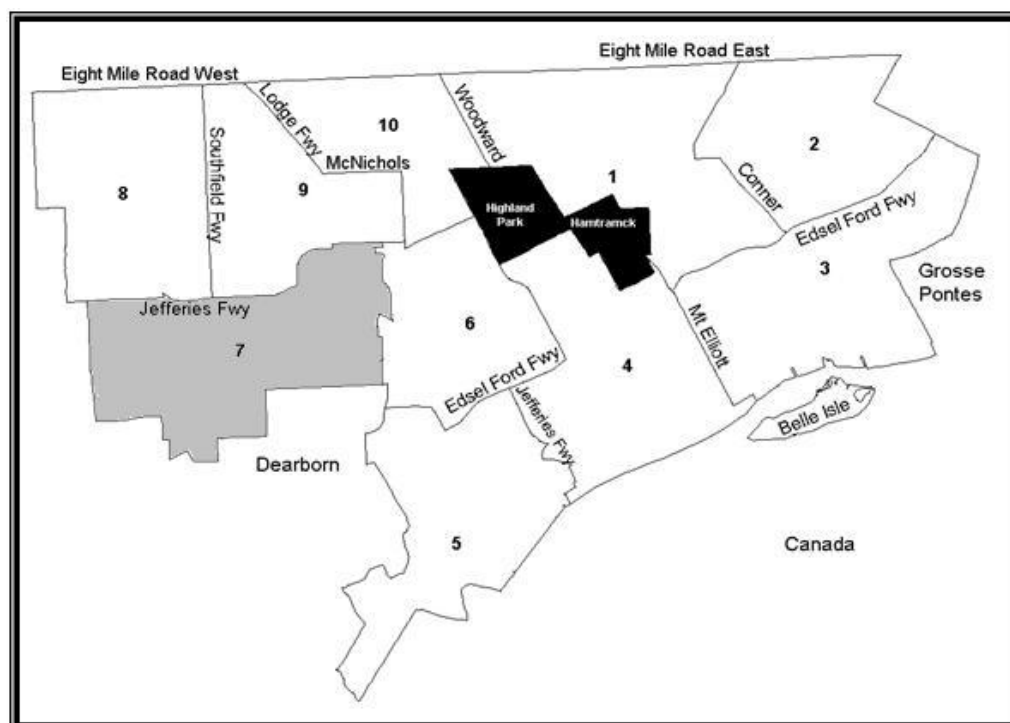 Eight Mile Road East
Eight Mile Road West
Lodge Fwy
Woodward
10
McNichols
Southfield Fwy
2
1
Conner
8
9
Highland
Park
Hamtramck
Edsel Ford Fwy
3
Grosse
Pontes
Jefferies Fwy
7
6
Mt Elliott
4
Edsel Ford Fwy
Jefferies Fwy
Belle Isle
Dearborn
5
Canada